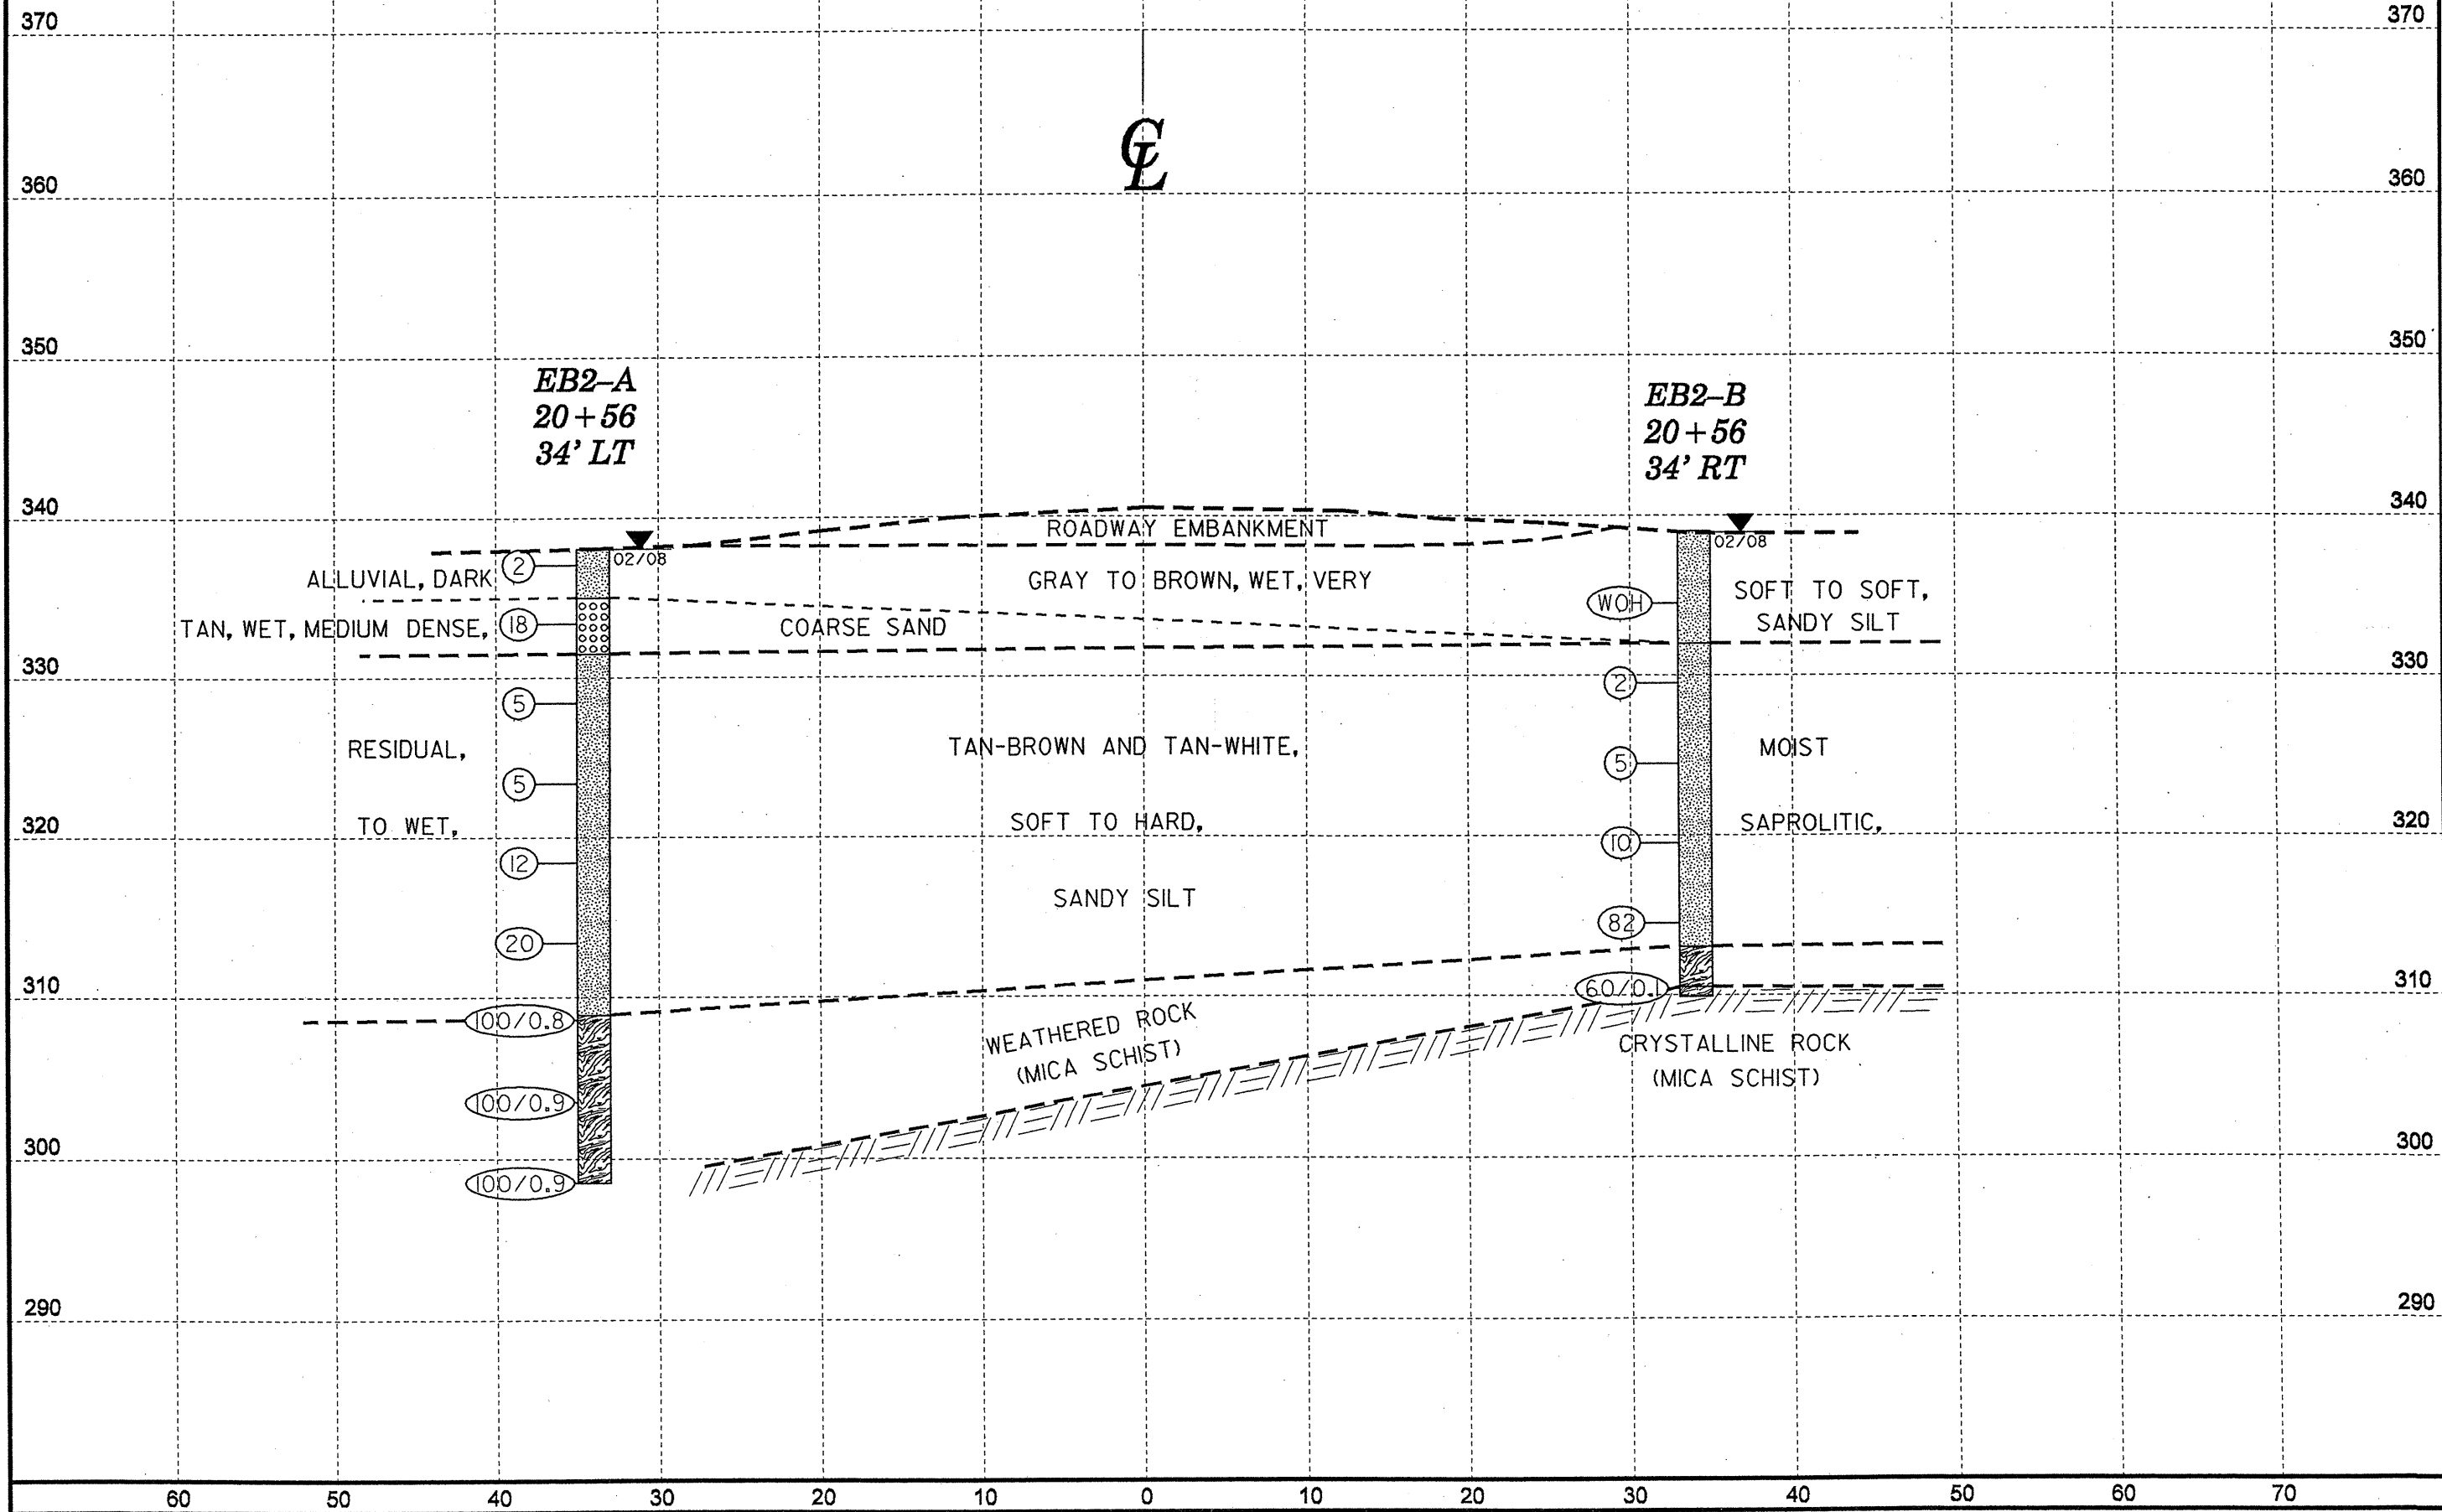 370 370
℄
360 360
350 350
EB2-A
20+56
34' LT
EB2-B
20+56
34' RT
340 340
ROADWAY EMBANKMENT
02/08 02/08
2
ALLUVIAL, DARK GRAY TO BROWN, WET, VERY SOFT TO SOFT,
WOH
SANDY SILT
TAN, WET, MEDIUM DENSE, 18 COARSE SAND
330 330
2
5
RESIDUAL, TAN-BROWN AND TAN-WHITE, MOIST
5
5
320 320
TO WET, SOFT TO HARD, SAPROLITIC,
10
12
SANDY SILT
82
20
310 310
60/0.1
100/0.8
WEATHERED ROCK
(MICA SCHIST)
CRYSTALLINE ROCK
(MICA SCHIST)
100/0.9
300 300
100/0.9
290 290
60 50 40 30 20 10 0 10 20 30 40 50 60 70